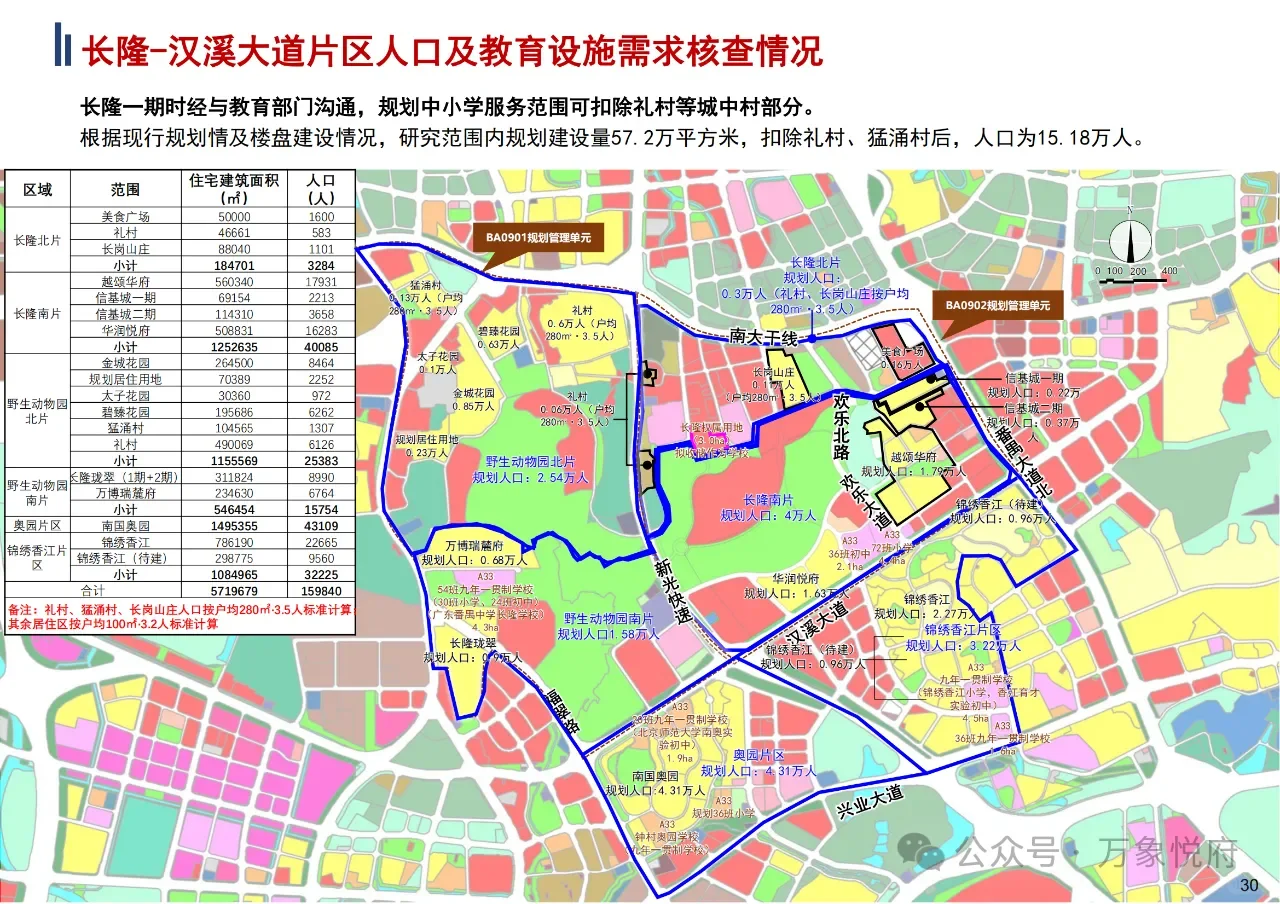 长隆-汉溪大道片区人口及教育设施需求核查情况
长隆一期时经与教育部门沟通，规划中小学服务范围可扣除礼村等城中村部分。
根据现行规划情及楼盘建设情况，研究范围内规划建设量57.2万平方米，扣除礼村、猛涌村后，人口为15.18万人。
区域 范围 住宅建筑面积（㎡） 人口（人）
长隆北片 美食广场 50000 1600
礼村 46661 583
长岗山庄 88040 1101
小计 184701 3284
长隆南片 越颂华府 560340 17931
信基城一期 69154 2213
信基城二期 114310 3658
华润悦府 508831 16283
小计 1252635 40085
野生动物园北片 金城花园 264500 8464
规划居住用地 70389 2252
太子花园 30360 972
碧臻花园 195686 6262
猛涌村 104565 1307
礼村 490069 6126
小计 1155569 25383
野生动物园南片 长隆珑翠（1期+2期） 311824 8990
万博瑞麓府 234630 6764
小计 546454 15754
奥园片区 南国奥园 1495355 43109
锦绣香江片区 锦绣香江 786190 22665
锦绣香江（待建） 298775 9560
小计 1084965 32225
合计 5719679 159840
备注：礼村、猛涌村、长岗山庄人口按户均280㎡·3.5人标准计算；
其余居住区按户均100㎡·3.2人标准计算
BA0901规划管理单元
BA0902规划管理单元
N
0 100 200 400
长隆北片
规划人口：
0.3万人（礼村、长岗山庄按户均
280㎡·3.5人）
猛涌村
0.13万人（户均
280㎡·3.5人）
碧臻花园
0.63万人
礼村
0.6万人（户均
280㎡·3.5人）
南大干线
太子花园
0.1万人
金城花园
0.85万人
规划居住用地
0.23万人
礼村
0.06万人（户均
280㎡·3.5人）
长岗山庄
0.11万人
（户均280㎡·3.5人）
美食广场
0.16万人
信基城一期
规划人口：0.22万
人
信基城二期
规划人口：0.37万
人
欢乐北路
番禺大道北
长隆权属用地
野生动物园北片
规划人口：2.54万人
长隆南片
规划人口：4万人
越颂华府
规划人口：1.79万人
欢乐大道
锦绣香江（待建）
规划人口：0.96万人
A33
36班初中
2.1ha
A33
72班小学
万博瑞麓府
规划人口：0.68万人
A33
54班九年一贯制学校
（30班小学、24班初中）
（广东番禺中学长隆学校）
4.3ha
新光快速
华润悦府
规划人口：1.63万人
汉溪大道
野生动物园南片
规划人口1.58万人
长隆珑翠
规划人口：0.9万人
锦绣香江
规划人口：2.27万人
锦绣香江片区
规划人口：3.22万人
锦绣香江（待建）
规划人口：0.96万人
A33
九年一贯制学校
（锦绣香江小学、香江育才
实验初中）
4.5ha
A33
36班九年一贯制学校
福翠路
A33
九年一贯制学校
（北京师范大学南奥实
验初中）
1.9ha
奥园片区
规划人口：4.31万人
南国奥园
规划人口：4.31万人
A33
规划36班小学
A33
钟村奥园学校
（九年一贯制学校）
兴业大道
公众号·万象悦府
30